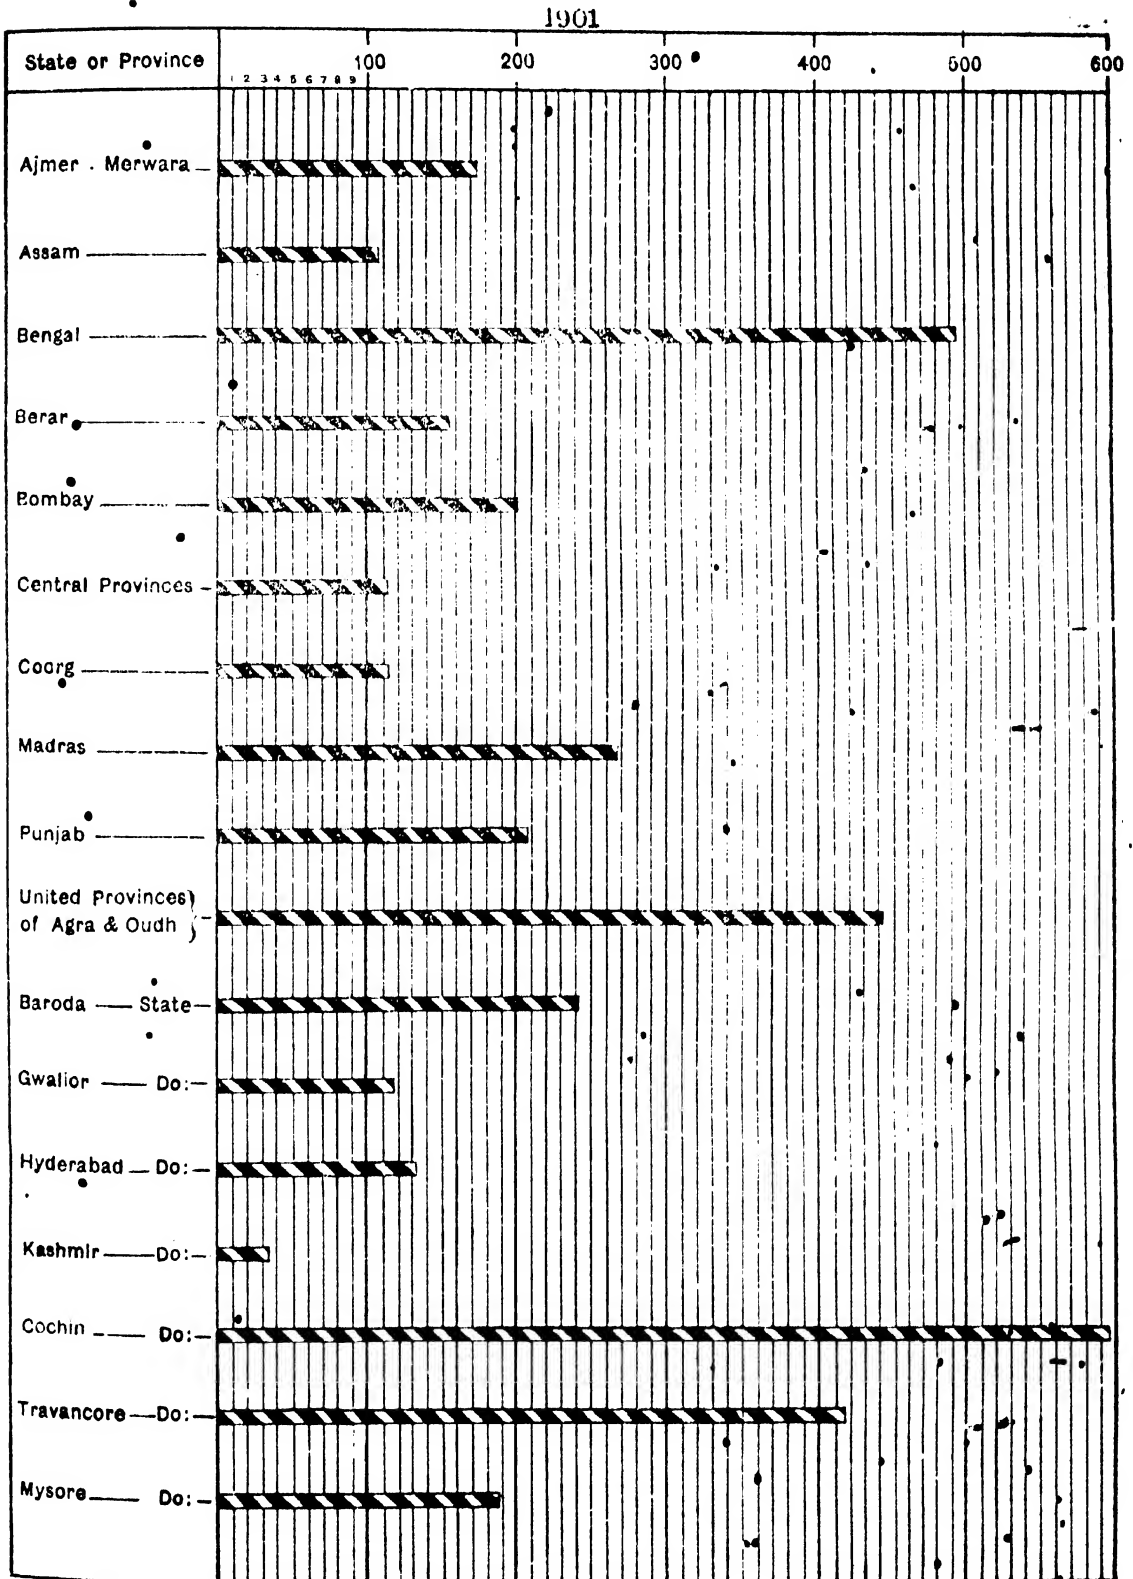 1901
State or Province 100 200 300 400 500 600
1 2 3 4 5 6 7 8 9
Ajmer . Merwara
Assam
Bengal
Berar
Bombay
Central Provinces
Coorg
Madras
Punjab
United Provinces
of Agra & Oudh
Baroda — State
Gwalior — Do:
Hyderabad — Do:
Kashmir — Do:
Cochin — Do:
Travancore — Do:
Mysore — Do: